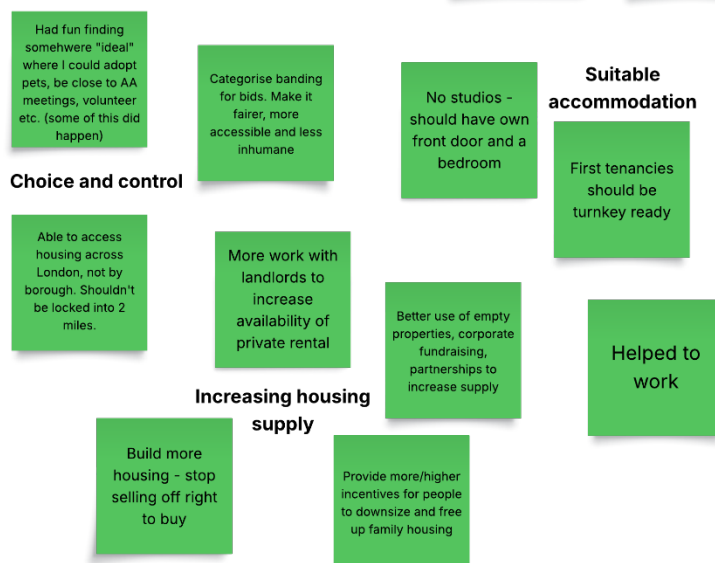 Had fun finding
somehwere "ideal"
where I could adopt
pets, be close to AA
meetings, volunteer
etc. (some of this did
happen)
Categorise banding
for bids. Make it
fairer, more
accessible and less
inhumane
Choice and control
Able to access
housing across
London, not by
borough. Shouldn't
be locked into 2
miles.
No studios -
should have own
front door and a
bedroom
Suitable
accommodation
First tenancies
should be
turnkey ready
More work with
landlords to
increase
availability of
private rental
Better use of empty
properties, corporate
fundraising,
partnerships to
increase supply
Helped to
work
Increasing housing
supply
Build more
housing - stop
selling off right
to buy
Provide more/higher
incentives for people
to downsize and free
up family housing